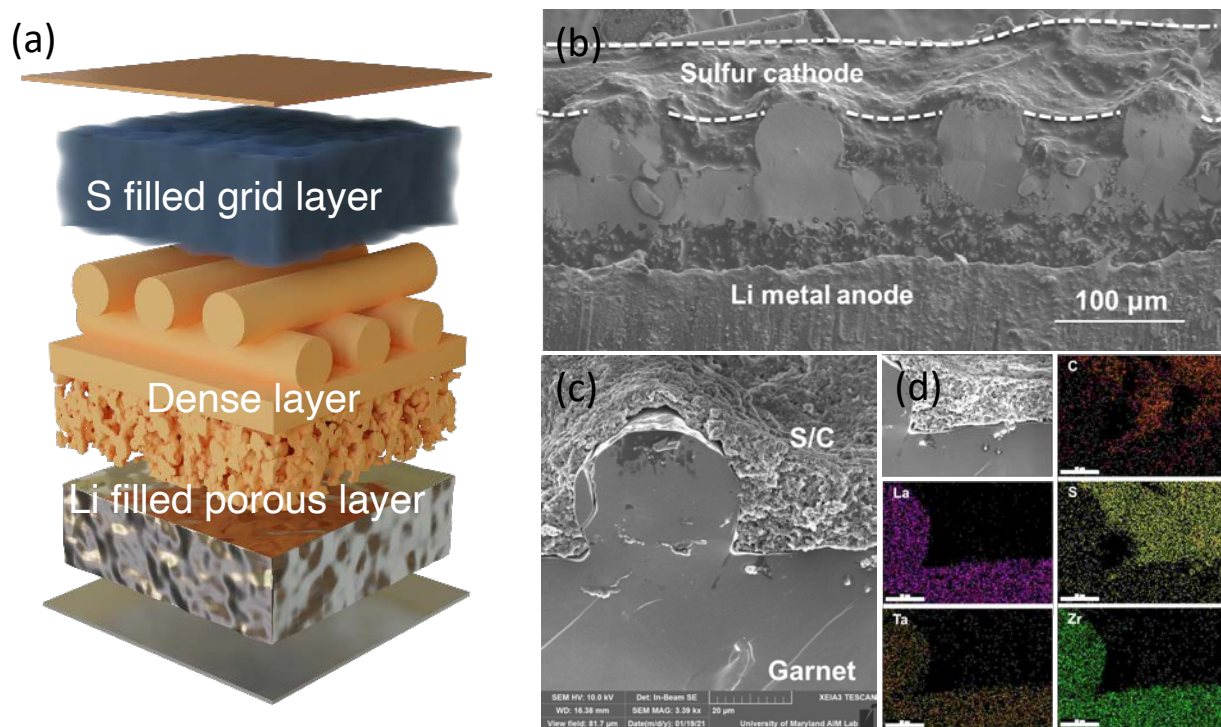 (a)
S filled grid layer
Dense layer
Li filled porous layer
(b)
Sulfur cathode
Li metal anode
100 µm
(c)
S/C
Garnet
SEM HV: 10.0 kV Det: In-Beam SE XEIA3 TESCAN
WD: 16.38 mm SEM MAG: 3.39 kx 20 µm
View field: 81.7 µm Date(m/d/y): 01/19/21 University of Maryland AIM Lab
(d)
C
La
S
Ta
Zr